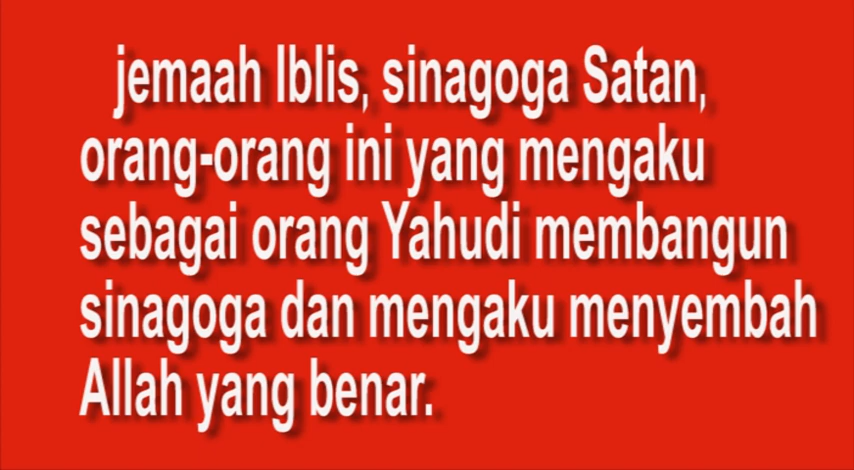 jemaah Iblis, sinagoga Satan,
orang-orang ini yang mengaku
sebagai orang Yahudi membangun
sinagoga dan mengaku menyembah
Allah yang benar.